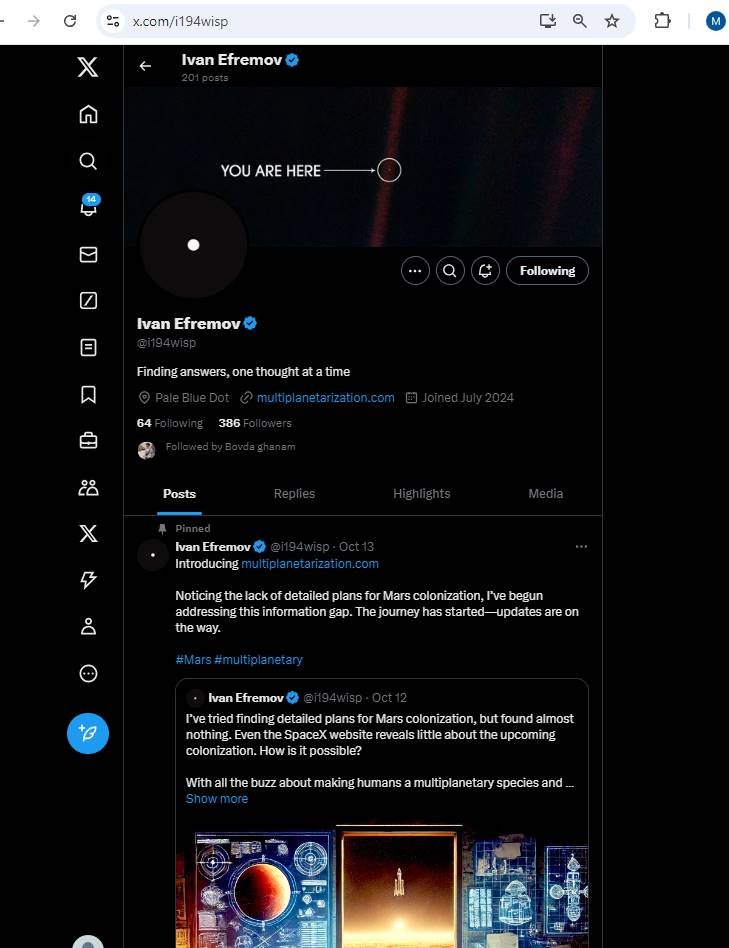 x.com/i194wisp
M
Ivan Efremov
201 posts
YOU ARE HERE
14
Following
Ivan Efremov
@i194wisp
Finding answers, one thought at a time
Pale Blue Dot multiplanetarization.com Joined July 2024
64 Following 386 Followers
Followed by Bovda ghanam
Posts Replies Highlights Media
Pinned
Ivan Efremov @i194wisp · Oct 13
Introducing multiplanetarization.com
Noticing the lack of detailed plans for Mars colonization, I've begun
addressing this information gap. The journey has started—updates are on
the way.
#Mars #multiplanetary
Ivan Efremov @i194wisp · Oct 12
I've tried finding detailed plans for Mars colonization, but found almost
nothing. Even the SpaceX website reveals little about the upcoming
colonization. How is it possible?
With all the buzz about making humans a multiplanetary species and ...
Show more